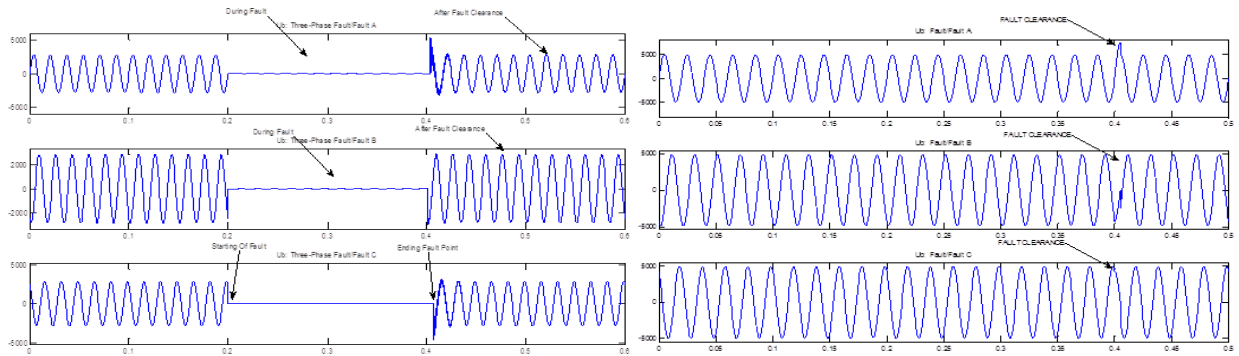 During Fault
After Fault Clearance
Ub: Three-Phase Fault/Fault A
5000
0
-5000
0 0.1 0.2 0.3 0.4 0.5 0.6
During Fault
After Fault Clearance
Ub: Three-Phase Fault/Fault B
2000
0
-2000
0 0.1 0.2 0.3 0.4 0.5 0.6
Starting Of Fault
Ending Fault Point
Ub: Three-Phase Fault/Fault C
5000
0
-5000
0 0.1 0.2 0.3 0.4 0.5 0.6
FAULT CLEARANCE
Ub: Fault/Fault A
5000
0
-5000
0 0.05 0.1 0.15 0.2 0.25 0.3 0.35 0.4 0.45 0.5
FAULT CLEARANCE
Ub: Fault/Fault B
5000
0
-5000
0 0.05 0.1 0.15 0.2 0.25 0.3 0.35 0.4 0.45 0.5
FAULT CLEARANCE
Ub: Fault/Fault C
5000
0
-5000
0 0.05 0.1 0.15 0.2 0.25 0.3 0.35 0.4 0.45 0.5